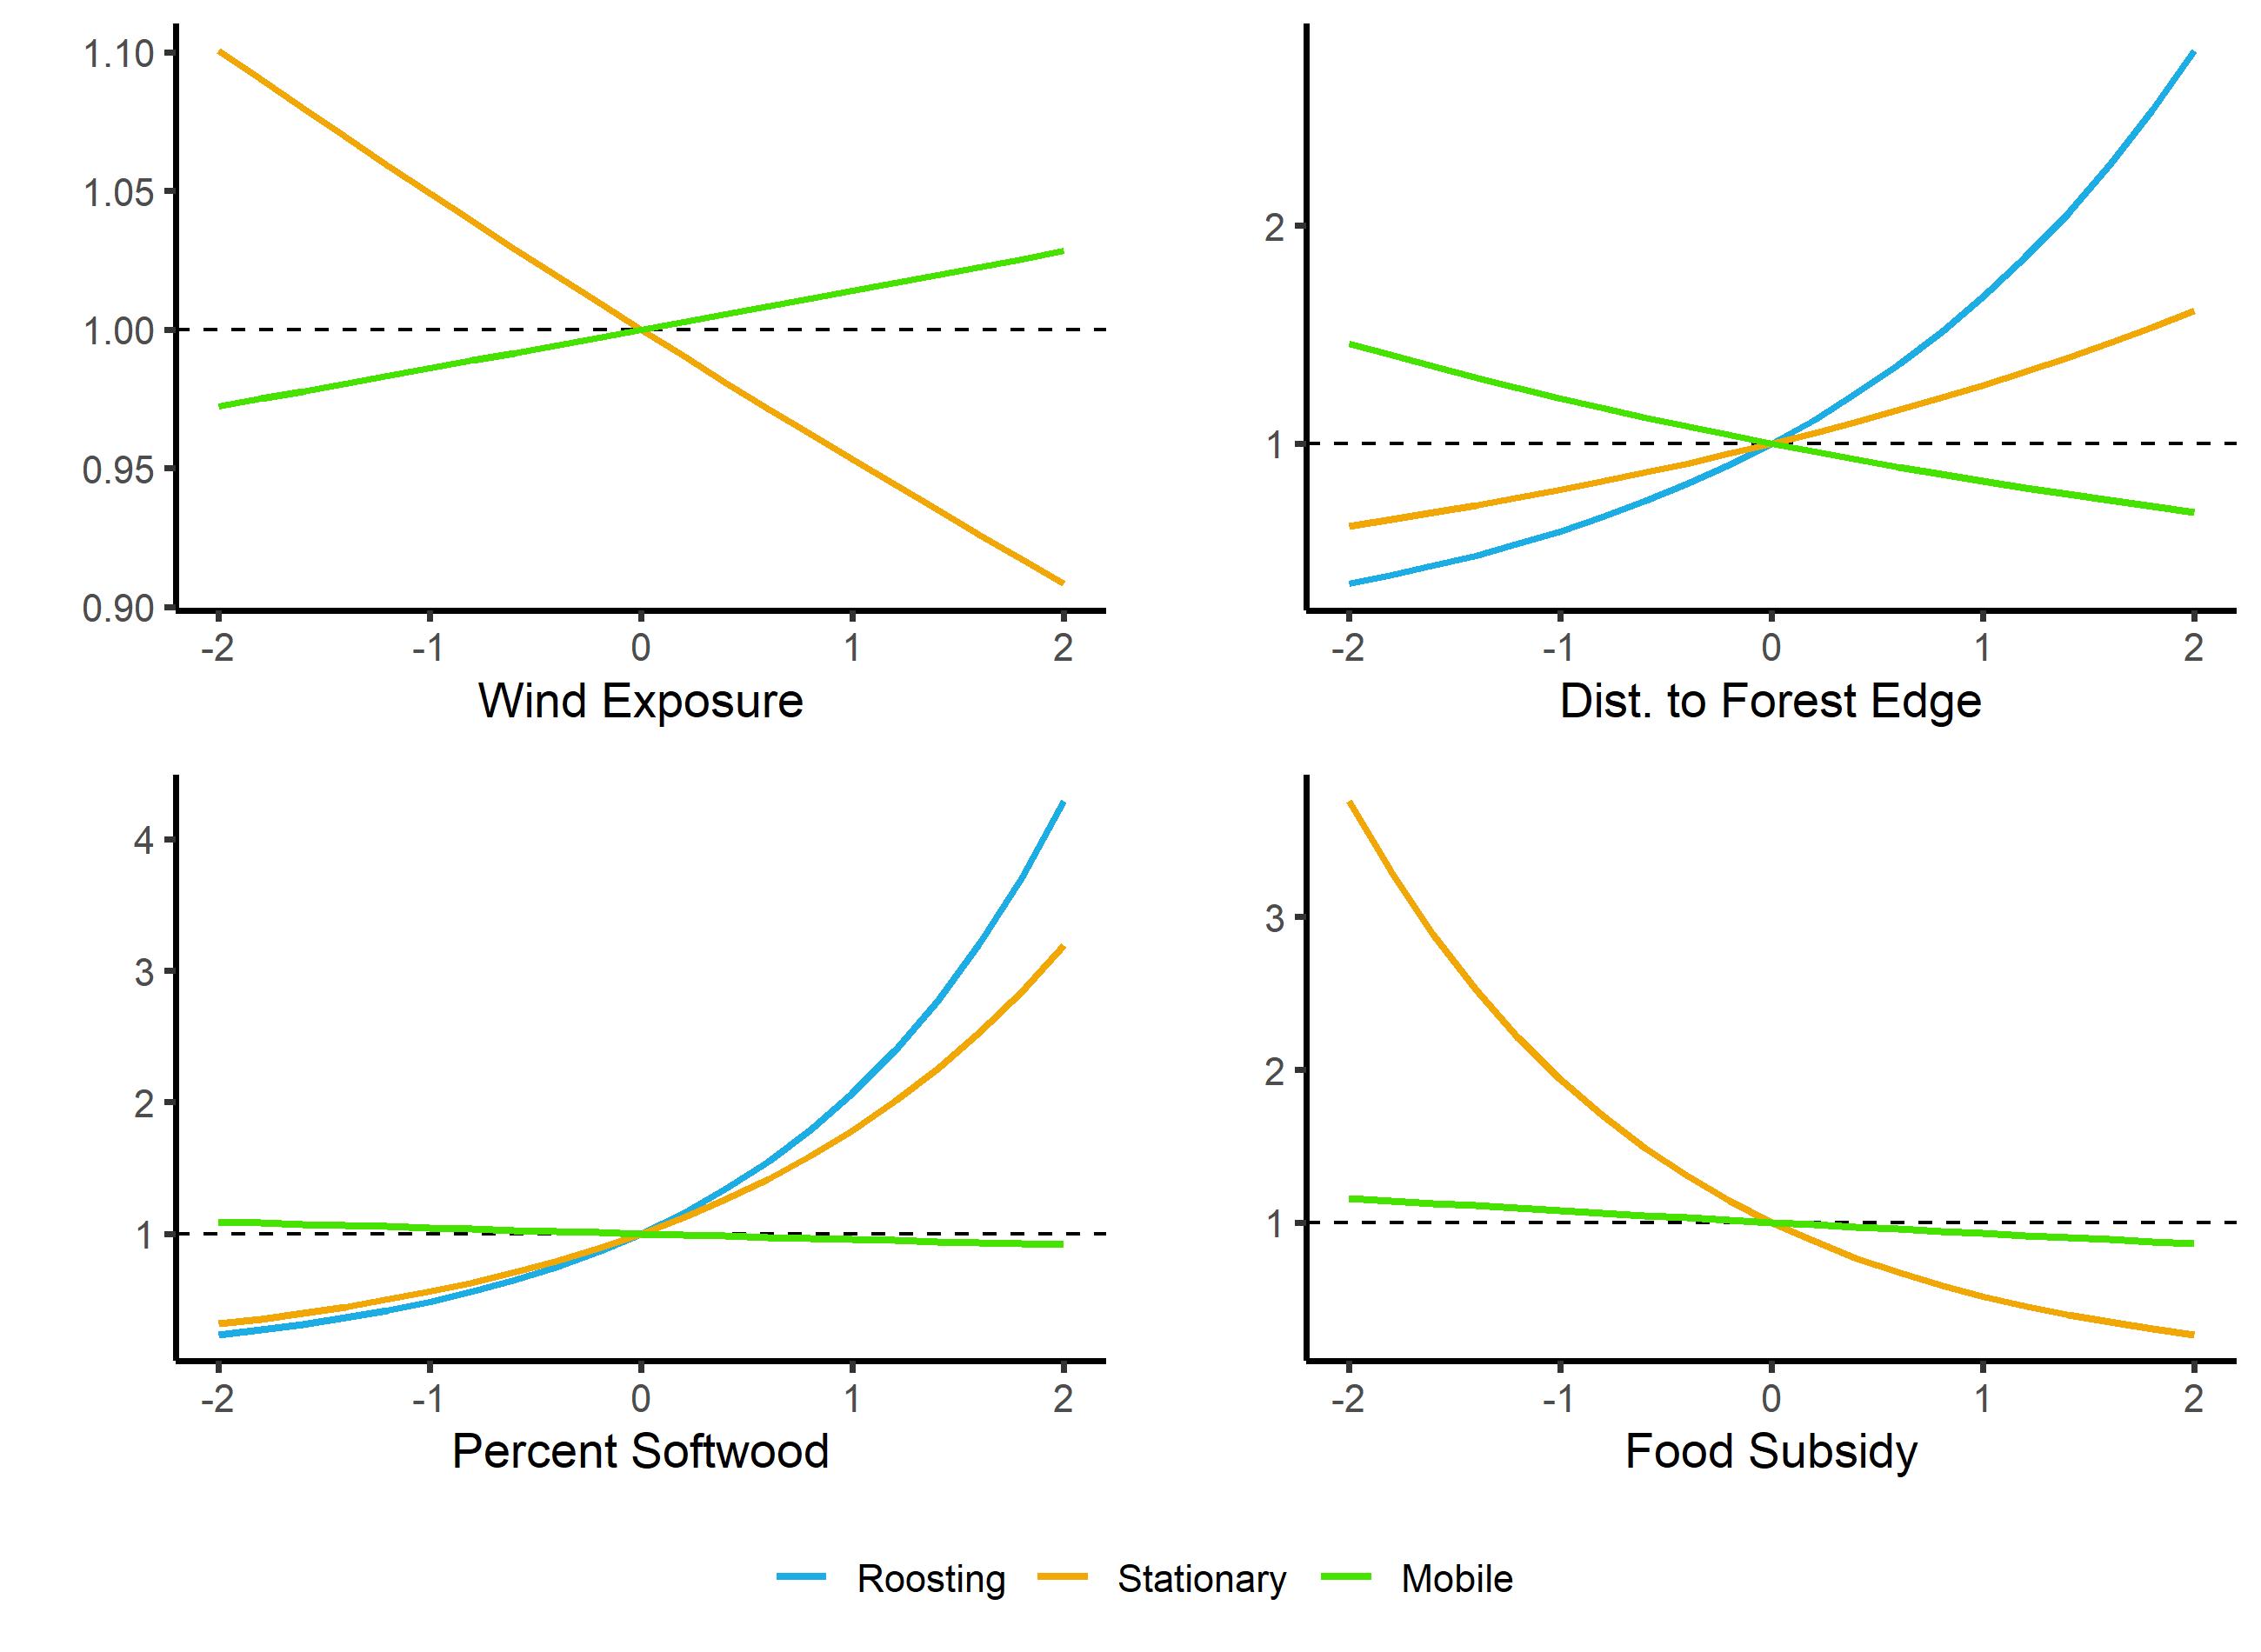 1.10
1.05
1.00
0.95
0.90
-2 -1 0 1 2
Wind Exposure
2
1
-2 -1 0 1 2
Dist. to Forest Edge
4
3
2
1
-2 -1 0 1 2
Percent Softwood
3
2
1
-2 -1 0 1 2
Food Subsidy
Roosting Stationary Mobile